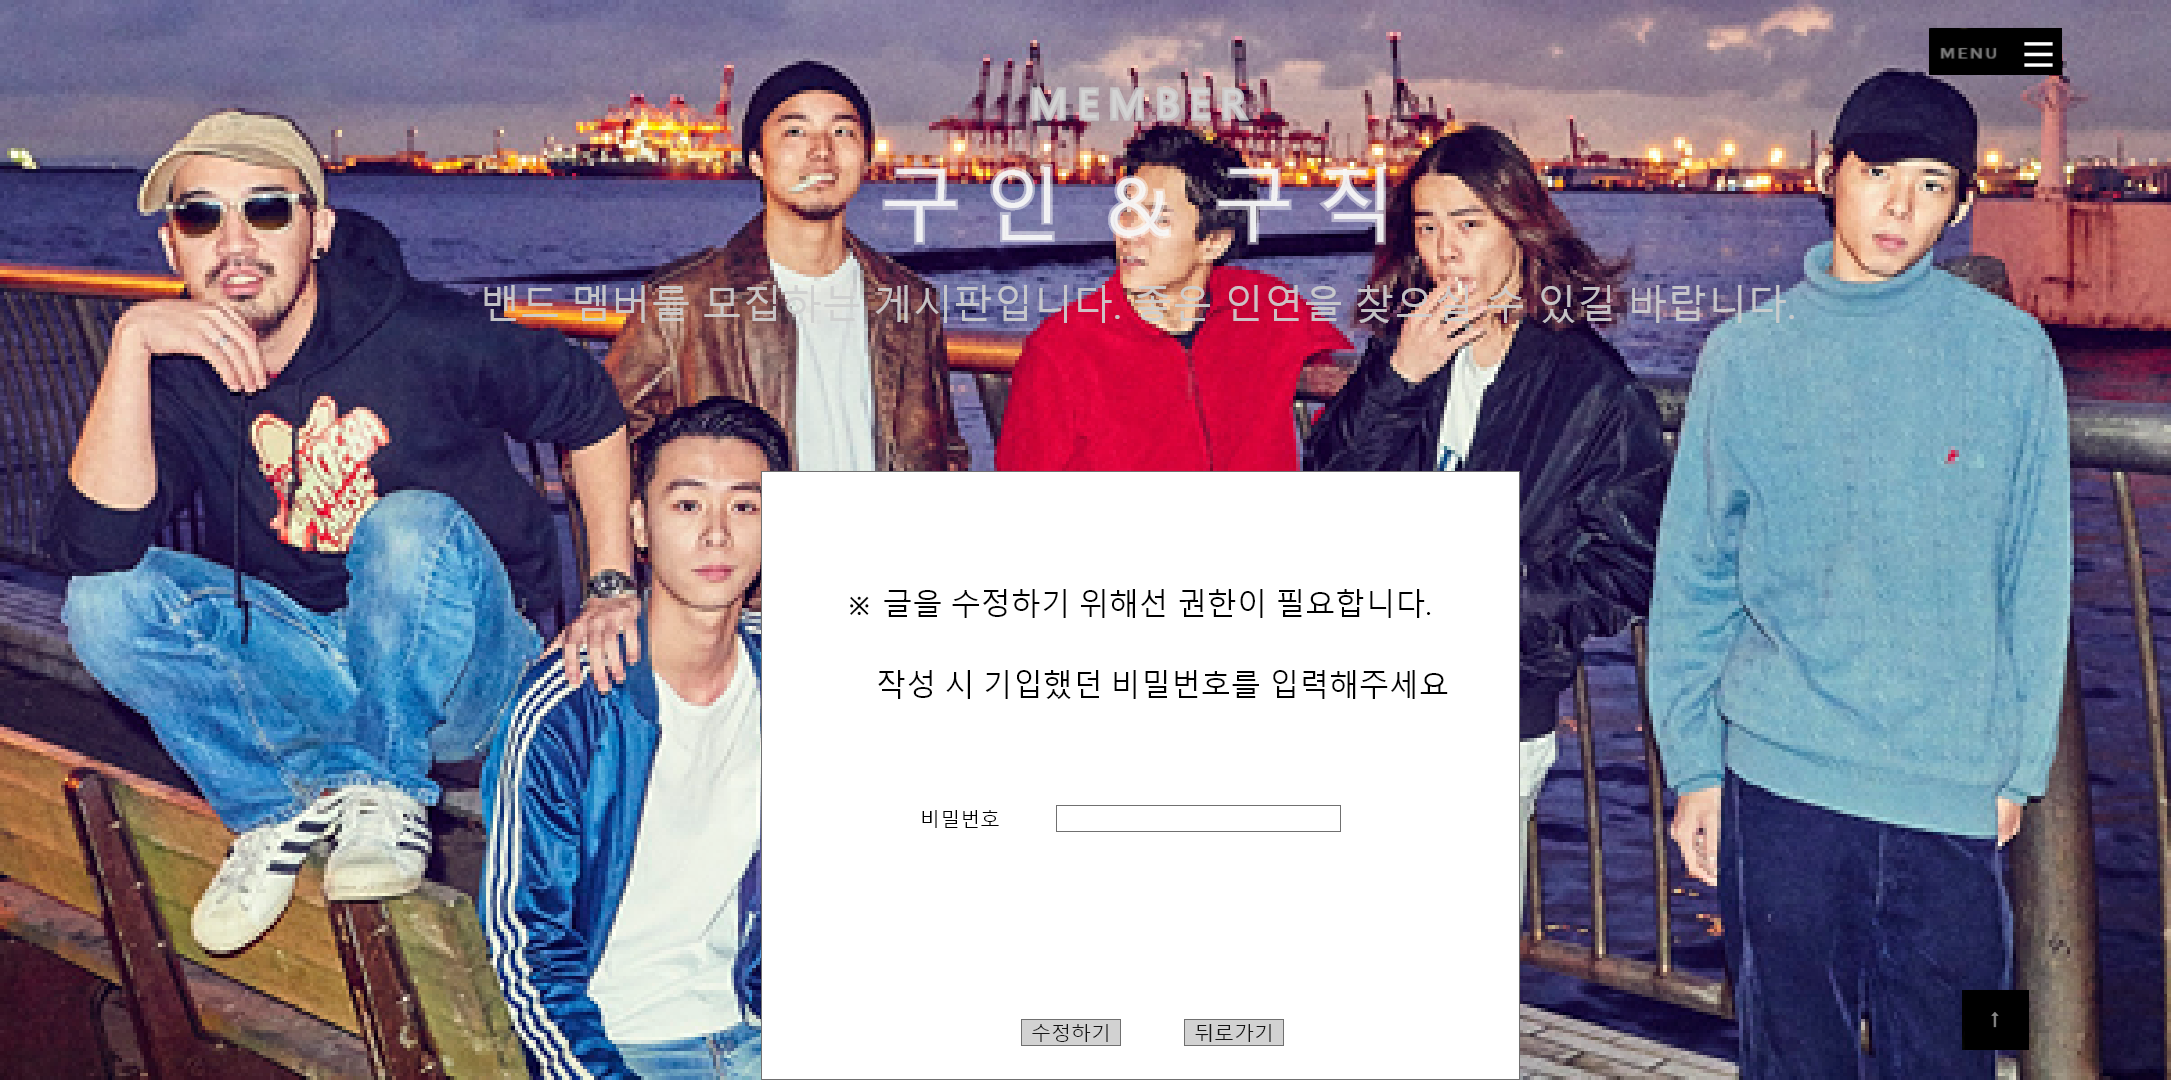 MENU
MEMBER
구인 & 구직
밴드 멤버를 모집하는 게시판입니다. 좋은 인연을 찾으실 수 있길 바랍니다.
※ 글을 수정하기 위해선 권한이 필요합니다.
작성 시 기입했던 비밀번호를 입력해주세요
비밀번호
수정하기 뒤로가기
↑